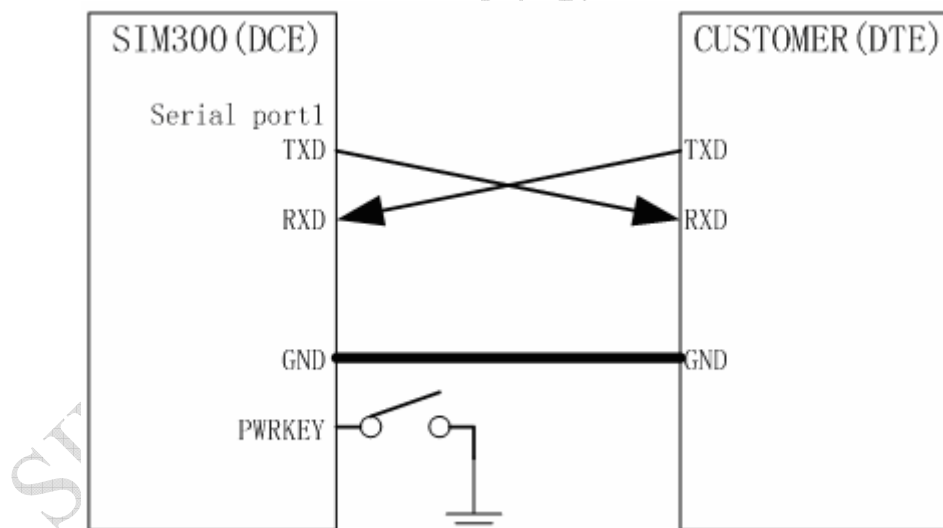 SIM300(DCE)
CUSTOMER(DTE)
Serial port1
TXD
TXD
RXD
RXD
GND
GND
PWRKEY